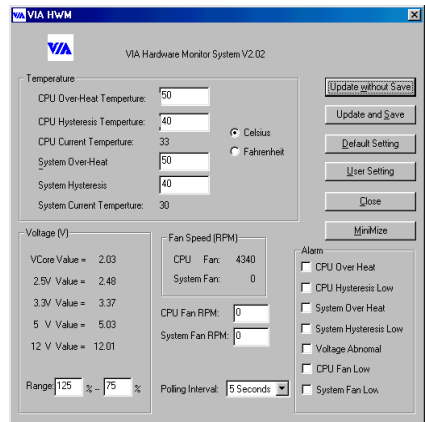 VIA HWM
VIA
VIA Hardware Monitor System V2.02
Temperature
CPU Over-Heat Temperture: 50
CPU Hysteresis Temperture: 40
CPU Current Temperture: 33
System Over-Heat 50
System Hysteresis 40
System Current Temperture: 30
Celsius
Fahrenheit
Update without Save
Update and Save
Default Setting
User Setting
Close
MiniMize
Voltage (V)
VCore Value = 2.03
2.5V Value = 2.48
3.3V Value = 3.37
5 V Value = 5.03
12 V Value = 12.01
Range: 125 % -- 75 %
Fan Speed (RPM)
CPU Fan: 4340
System Fan: 0
CPU Fan RPM: 0
System Fan RPM: 0
Polling Interval: 5 Seconds
Alarm
CPU Over Heat
CPU Hysteresis Low
System Over Heat
System Hysteresis Low
Voltage Abnomal
CPU Fan Low
System Fan Low